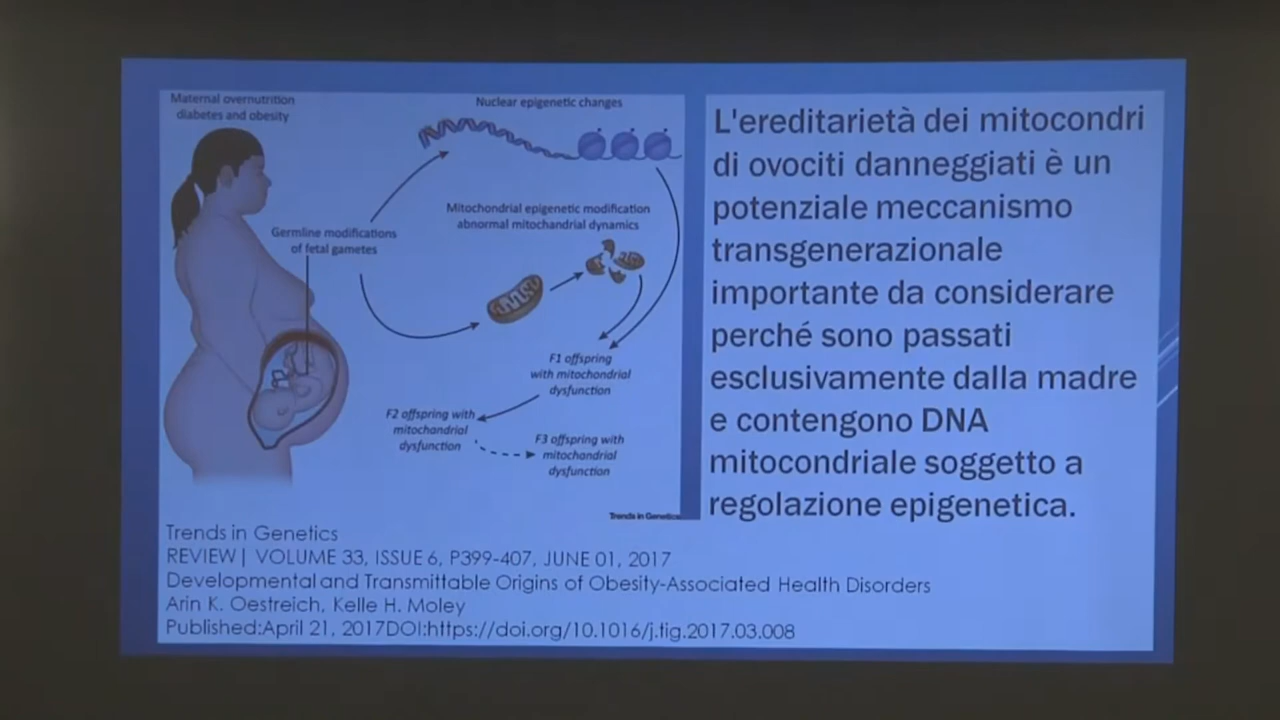 Maternal overnutrition
diabetes and obesity
Nuclear epigenetic changes
Mitochondrial epigenetic modification
abnormal mitochandrial dynamics
Germline modifications
of fetal gametes
F1 offspring
with mitochondrial
dysfunction
F2 offspring with
mitochondrial
dysfunction
F3 offspring with
mitochondrial
dysfunction
Trends in Genetics
L'ereditarietà dei mitocondri
di ovociti danneggiati è un
potenziale meccanismo
transgenerazionale
importante da considerare
perché sono passati
esclusivamente dalla madre
e contengono DNA
mitocondriale soggetto a
regolazione epigenetica.
Trends in Genetics
REVIEW| VOLUME 33, ISSUE 6, P399-407, JUNE 01, 2017
Developmental and Transmittable Origins of Obesity-Associated Health Disorders
Arin K. Oestreich, Kelle H. Moley
Published:April 21, 2017DOI:https://doi.org/10.1016/j.tig.2017.03.008